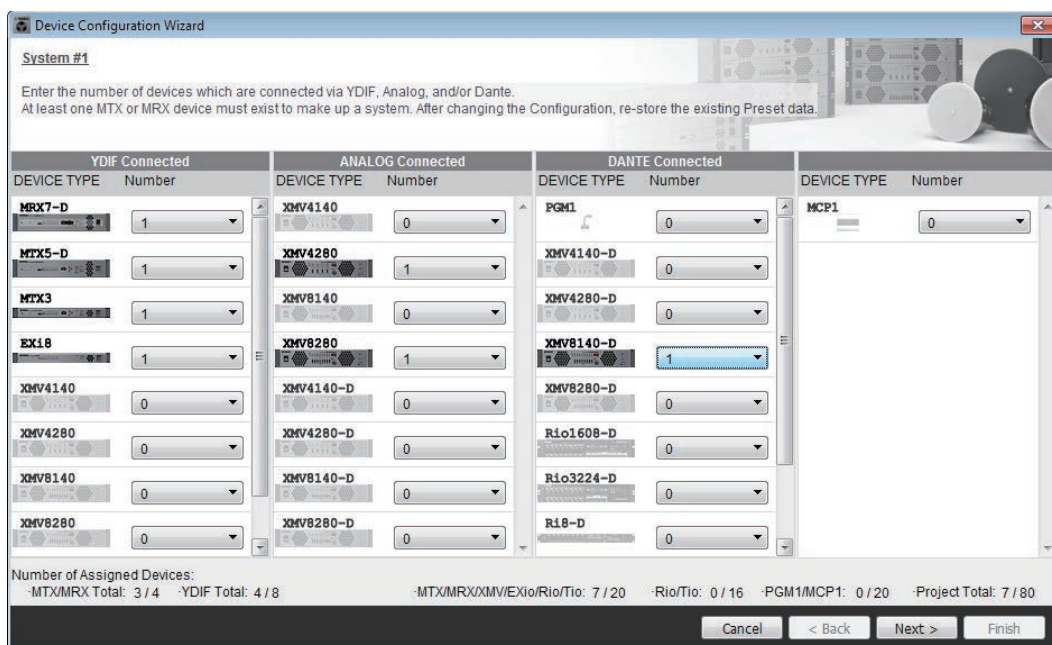 Device Configuration Wizard
System #1
Enter the number of devices which are connected via YDIF, Analog, and/or Dante.
At least one MTX or MRX device must exist to make up a system. After changing the Configuration, re-store the existing Preset data.
YDIF Connected ANALOG Connected DANTE Connected
DEVICE TYPE Number DEVICE TYPE Number DEVICE TYPE Number DEVICE TYPE Number
MRX7-D 1 XMV4140 0 PGM1 0 MCP1 0
MTX5-D 1 XMV4280 1 XMV4140-D 0
MTX3 1 XMV8140 0 XMV4280-D 0
EXi8 1 XMV8280 1 XMV8140-D 1
XMV4140 0 XMV4140-D 0 XMV8280-D 0
XMV4280 0 XMV4280-D 0 Rio1608-D 0
XMV8140 0 XMV8140-D 0 Rio3224-D 0
XMV8280 0 XMV8280-D 0 Ri8-D 0
Number of Assigned Devices:
·MTX/MRX Total: 3 / 4 ·YDIF Total: 4 / 8 ·MTX/MRX/XMV/EXio/Rio/Tio: 7 / 20 ·Rio/Tio: 0 / 16 ·PGM1/MCP1: 0 / 20 ·Project Total: 7 / 80
Cancel < Back Next > Finish